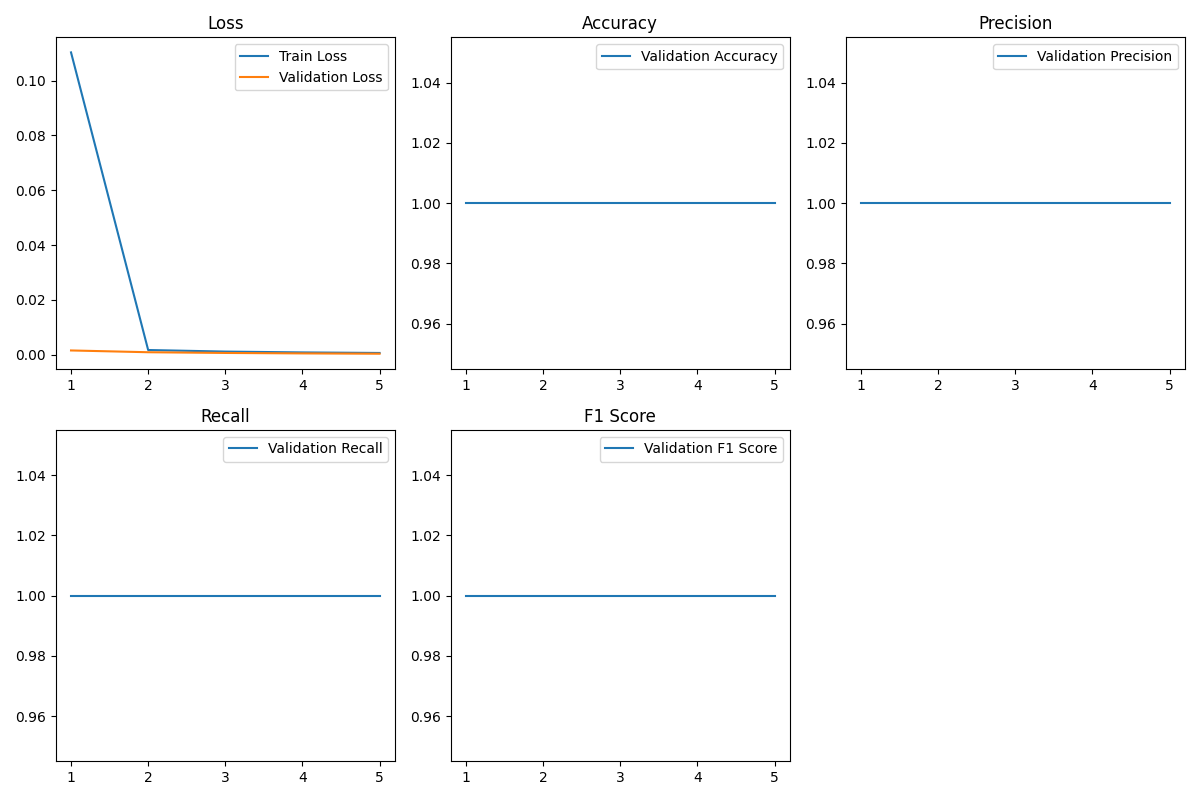 Loss
Train Loss
Validation Loss
0.10
0.08
0.06
0.04
0.02
0.00
1 2 3 4 5
Accuracy
Validation Accuracy
1.04
1.02
1.00
0.98
0.96
1 2 3 4 5
Precision
Validation Precision
1.04
1.02
1.00
0.98
0.96
1 2 3 4 5
Recall
Validation Recall
1.04
1.02
1.00
0.98
0.96
1 2 3 4 5
F1 Score
Validation F1 Score
1.04
1.02
1.00
0.98
0.96
1 2 3 4 5